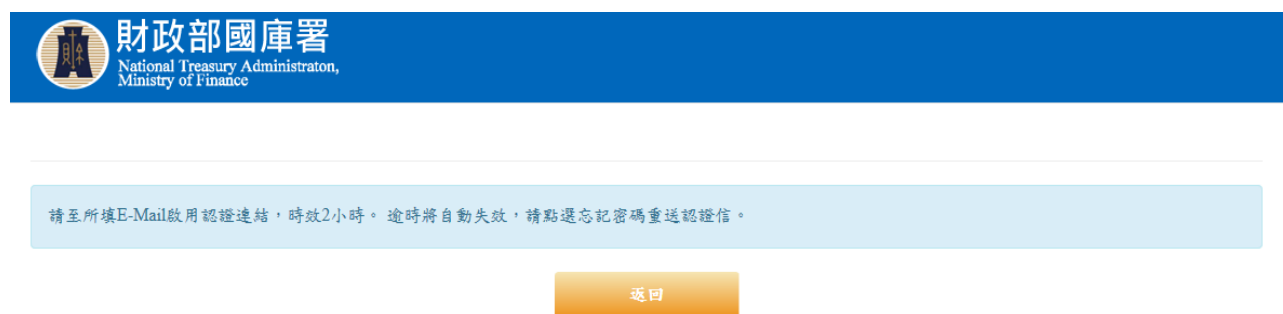 財政部國庫署
National Treasury Administraton,
Ministry of Finance
請至所填E-Mail啟用認證連結，時效2小時。 逾時將自動失效，請點選忘記密碼重送認證信。
返回